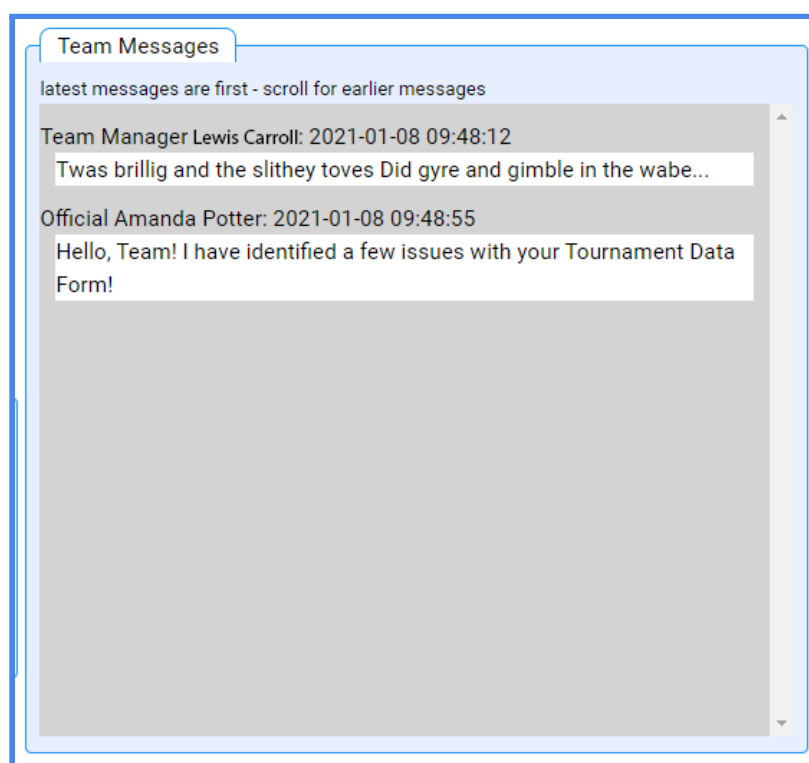 Team Messages
latest messages are first - scroll for earlier messages
Team Manager Lewis Carroll: 2021-01-08 09:48:12
Twas brillig and the slithey toves Did gyre and gimble in the wabe...
Official Amanda Potter: 2021-01-08 09:48:55
Hello, Team! I have identified a few issues with your Tournament Data
Form!